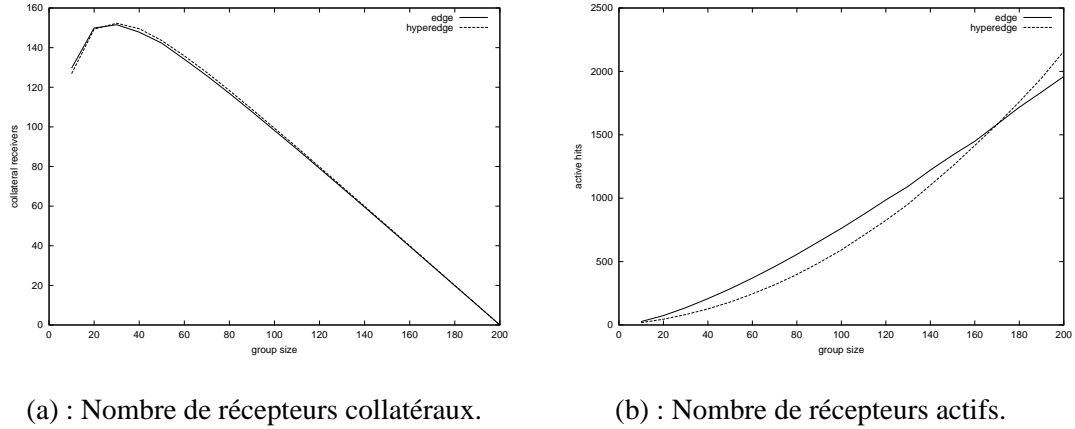 160
140
120
100
80
60
40
20
0
collateral receivers
0 20 40 60 80 100 120 140 160 180 200
group size
edge
hyperedge
2500
2000
1500
1000
500
0
active hits
0 20 40 60 80 100 120 140 160 180 200
group size
edge
hyperedge
(a) : Nombre de récepteurs collatéraux.
(b) : Nombre de récepteurs actifs.